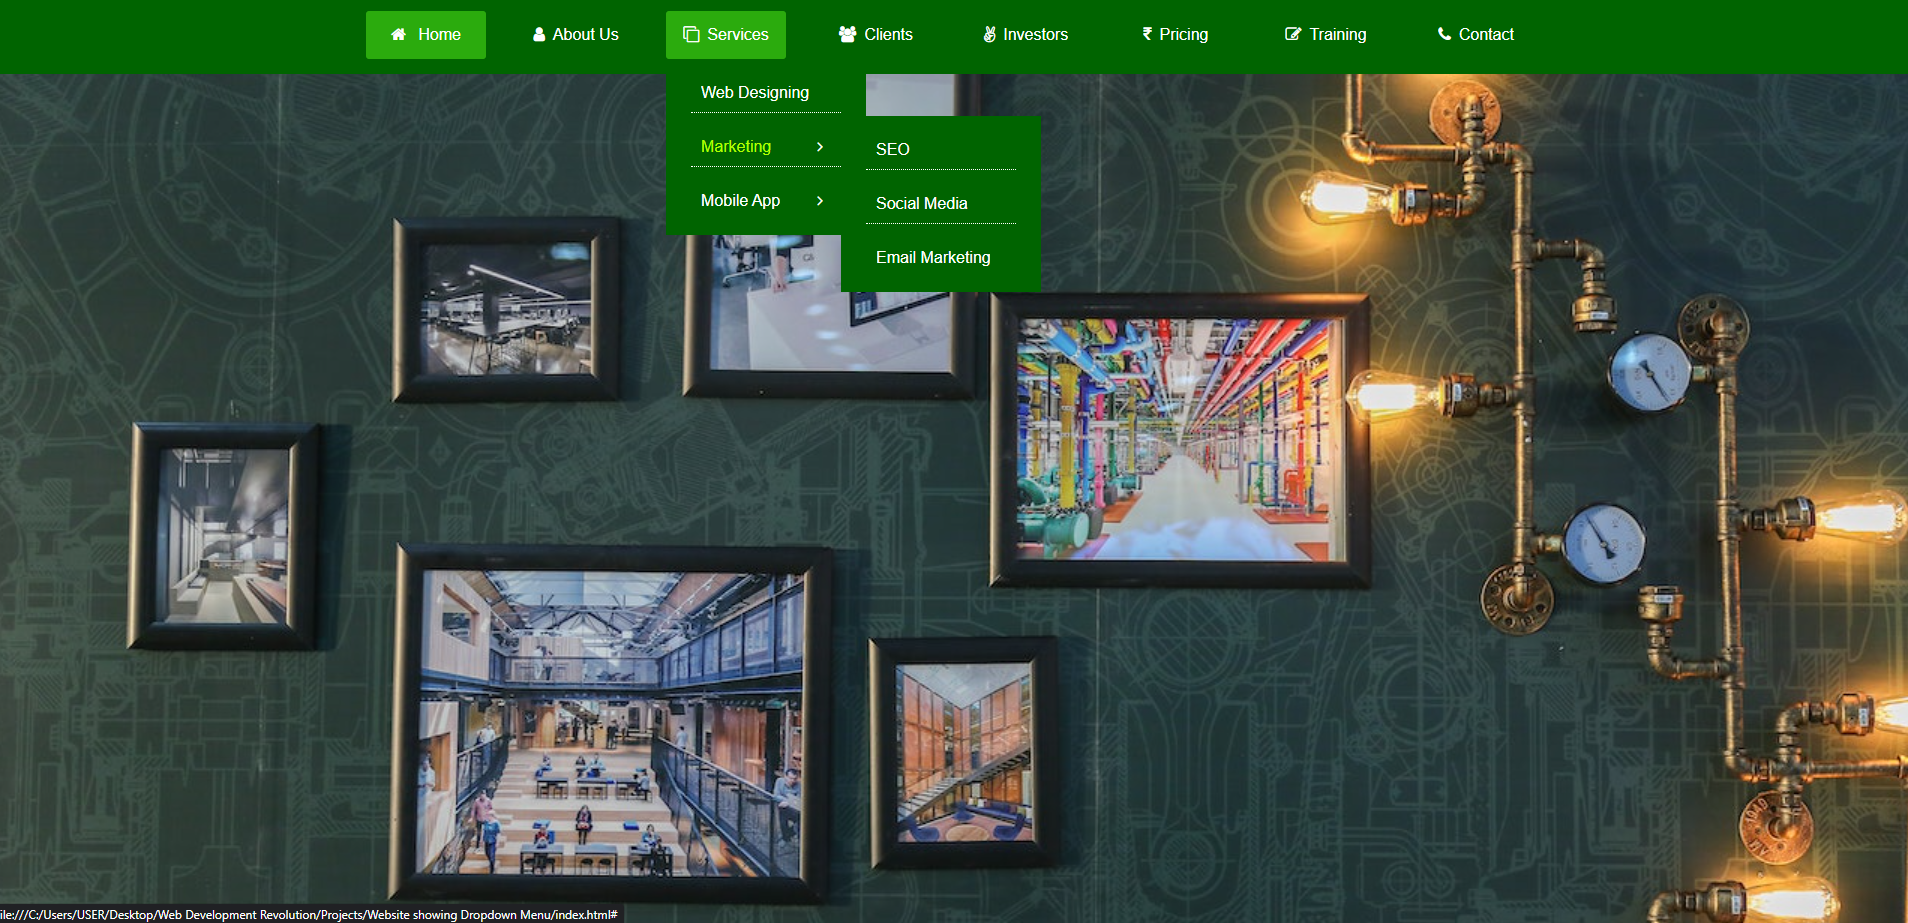 Home About Us Services Clients Investors Pricing Training Contact
Web Designing
Marketing
Mobile App
SEO
Social Media
Email Marketing
ile:///C:/Users/USER/Desktop/Web Development Revolution/Projects/Website showing Dropdown Menu/index.html#